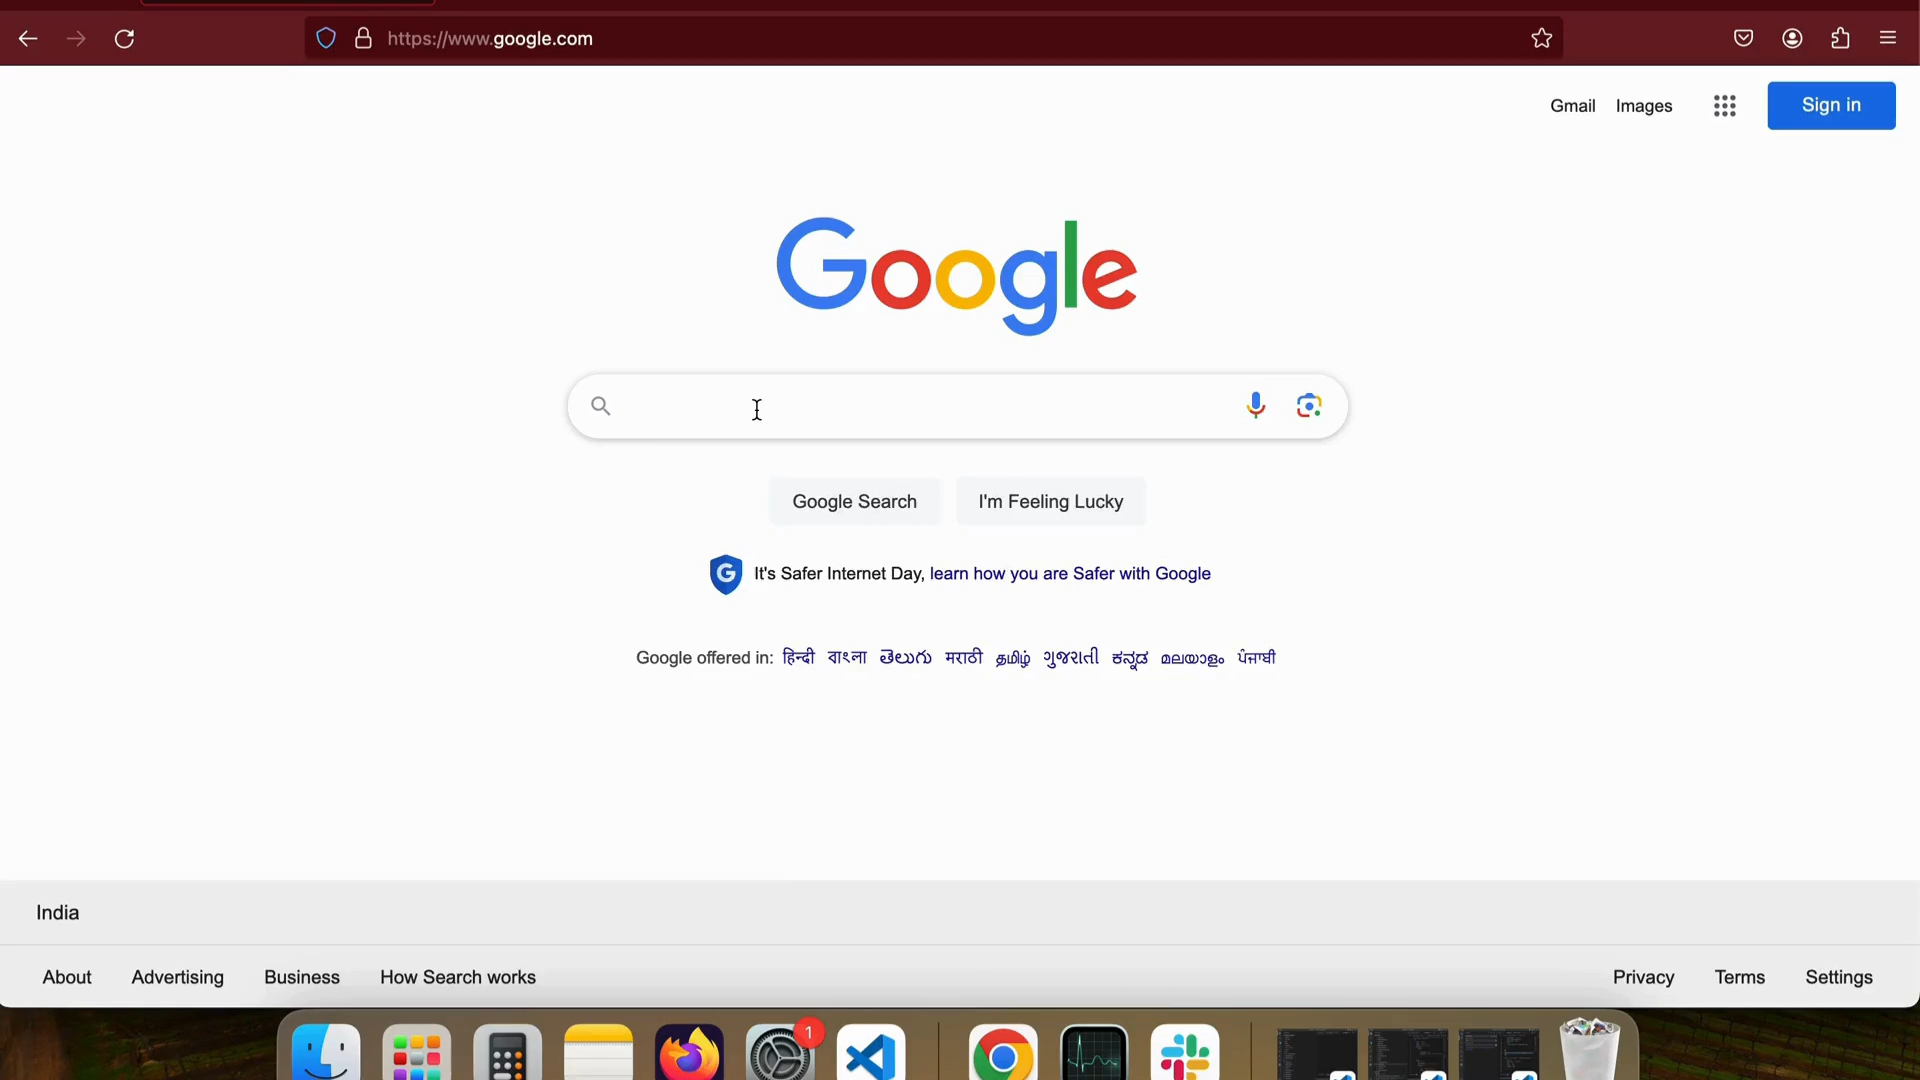 https://www.google.com
Gmail Images Sign in
Google
Google Search I'm Feeling Lucky
It's Safer Internet Day, learn how you are Safer with Google
Google offered in: हिन्दी বাংলা తెలుగు मराठी தமிழ் ગુજરાતી ಕನ್ನಡ മലയാളം ਪੰਜਾਬੀ
India
About Advertising Business How Search works Privacy Terms Settings
1